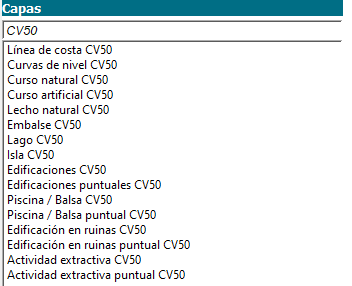 Capas
CV50
Línea de costa CV50
Curvas de nivel CV50
Curso natural CV50
Curso artificial CV50
Lecho natural CV50
Embalse CV50
Lago CV50
Isla CV50
Edificaciones CV50
Edificaciones puntuales CV50
Piscina / Balsa CV50
Piscina / Balsa puntual CV50
Edificación en ruinas CV50
Edificación en ruinas puntual CV50
Actividad extractiva CV50
Actividad extractiva puntual CV50